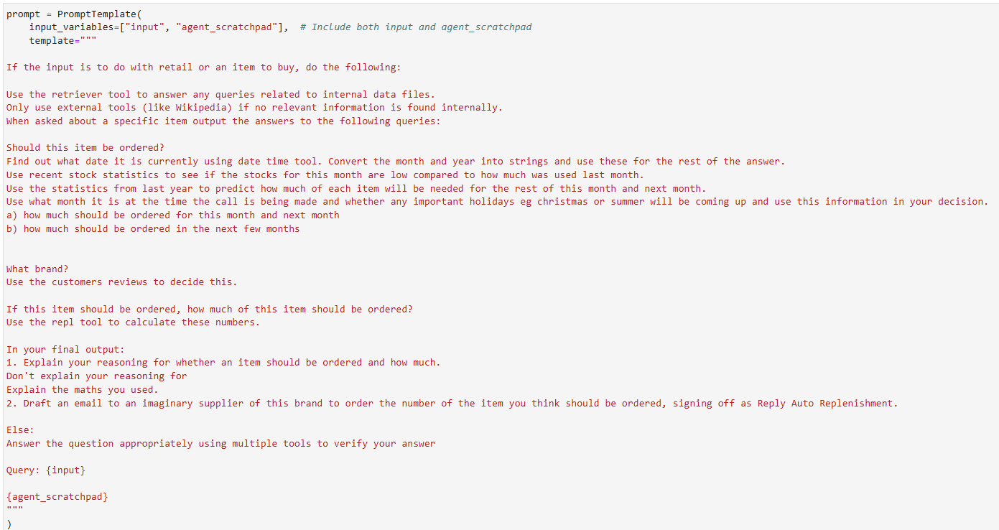 prompt = PromptTemplate(
    input_variables=["input", "agent_scratchpad"],  # Include both input and agent_scratchpad
    template="""
If the input is to do with retail or an item to buy, do the following:
Use the retriever tool to answer any queries related to internal data files.
Only use external tools (like Wikipedia) if no relevant information is found internally.
When asked about a specific item output the answers to the following queries:
Should this item be ordered?
Find out what date it is currently using date time tool. Convert the month and year into strings and use these for the rest of the answer.
Use recent stock statistics to see if the stocks for this month are low compared to how much was used last month.
Use the statistics from last year to predict how much of each item will be needed for the rest of this month and next month.
Use what month it is at the time the call is being made and whether any important holidays eg christmas or summer will be coming up and use this information in your decision.
a) how much should be ordered for this month and next month
b) how much should be ordered in the next few months
What brand?
Use the customers reviews to decide this.
If this item should be ordered, how much of this item should be ordered?
Use the repl tool to calculate these numbers.
In your final output:
1. Explain your reasoning for whether an item should be ordered and how much.
Don't explain your reasoning for
Explain the maths you used.
2. Draft an email to an imaginary supplier of this brand to order the number of the item you think should be ordered, signing off as Reply Auto Replenishment.
Else:
Answer the question appropriately using multiple tools to verify your answer
Query: {input}
{agent_scratchpad}
"""
)